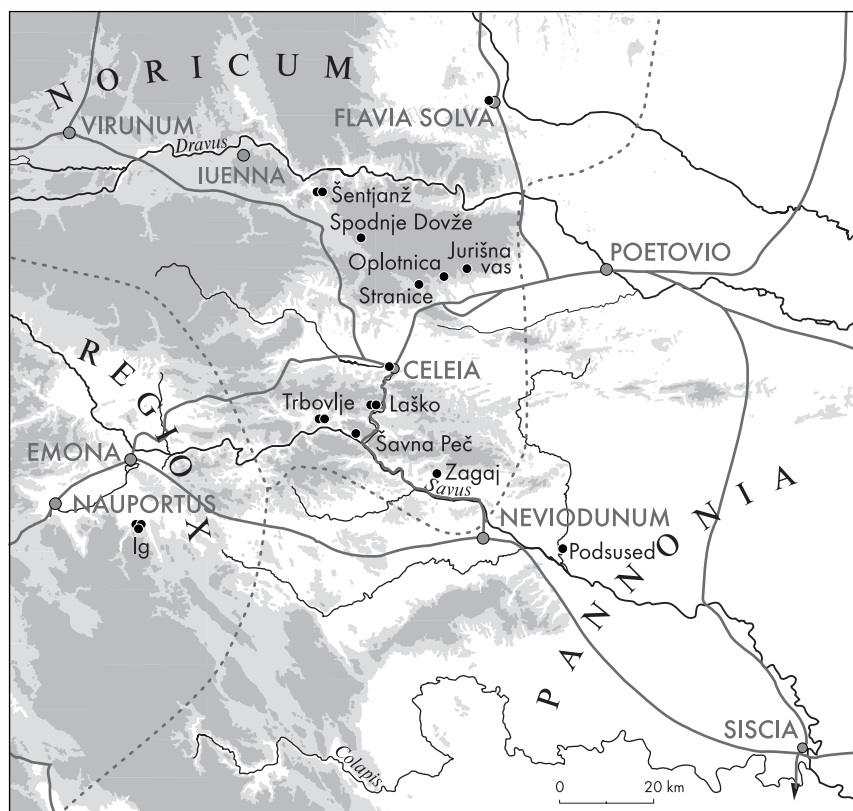 NORICUM
FLAVIA SOLVA
VIRUNUM
Dravus
IUENNA
Šentjanž
Spodnje Dovže
Jurišna
vas
Oplotnica
Stranice
POETOVIO
REGIO X
CELEIA
Trbovlje
Laško
Šavna Peč
EMONA
Zagaj
Savus
NAUPORTUS
NEVIODUNUM
Ig
Podsused
PANNONIA
SISCIA
Colapis
0 20 km